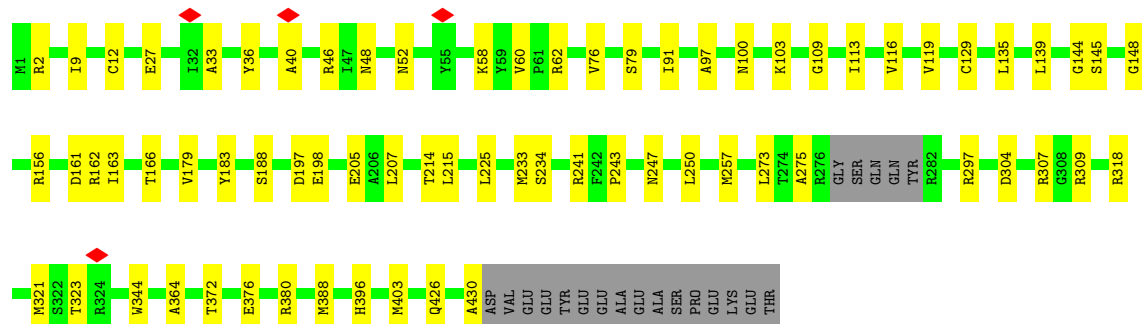 M1 R2 I9 C12 E27 I32 A33 Y36 A40 R46 I47 N48 N52 Y55 K58 Y59 V60 P61 R62 V76 S79 I91 A97 N100 K103 G109 I113 V116 V119 C129 L135 L139 G144 S145 G148
R156 D161 R162 I163 T166 V179 Y183 S188 D197 E198 E205 A206 L207 T214 L215 L225 M233 S234 R241 F242 P243 N247 L250 M257 L273 T274 A275 R276 GLY SER GLN GLN TYR R282 R297 D304 R307 G308 R309 R318
M321 S322 T323 R324 W344 A364 T372 E376 R380 M388 H396 M403 Q426 A430 ASP VAL GLU GLU TYR GLU GLU ALA GLU ALA SER PRO GLU LYS GLU THR